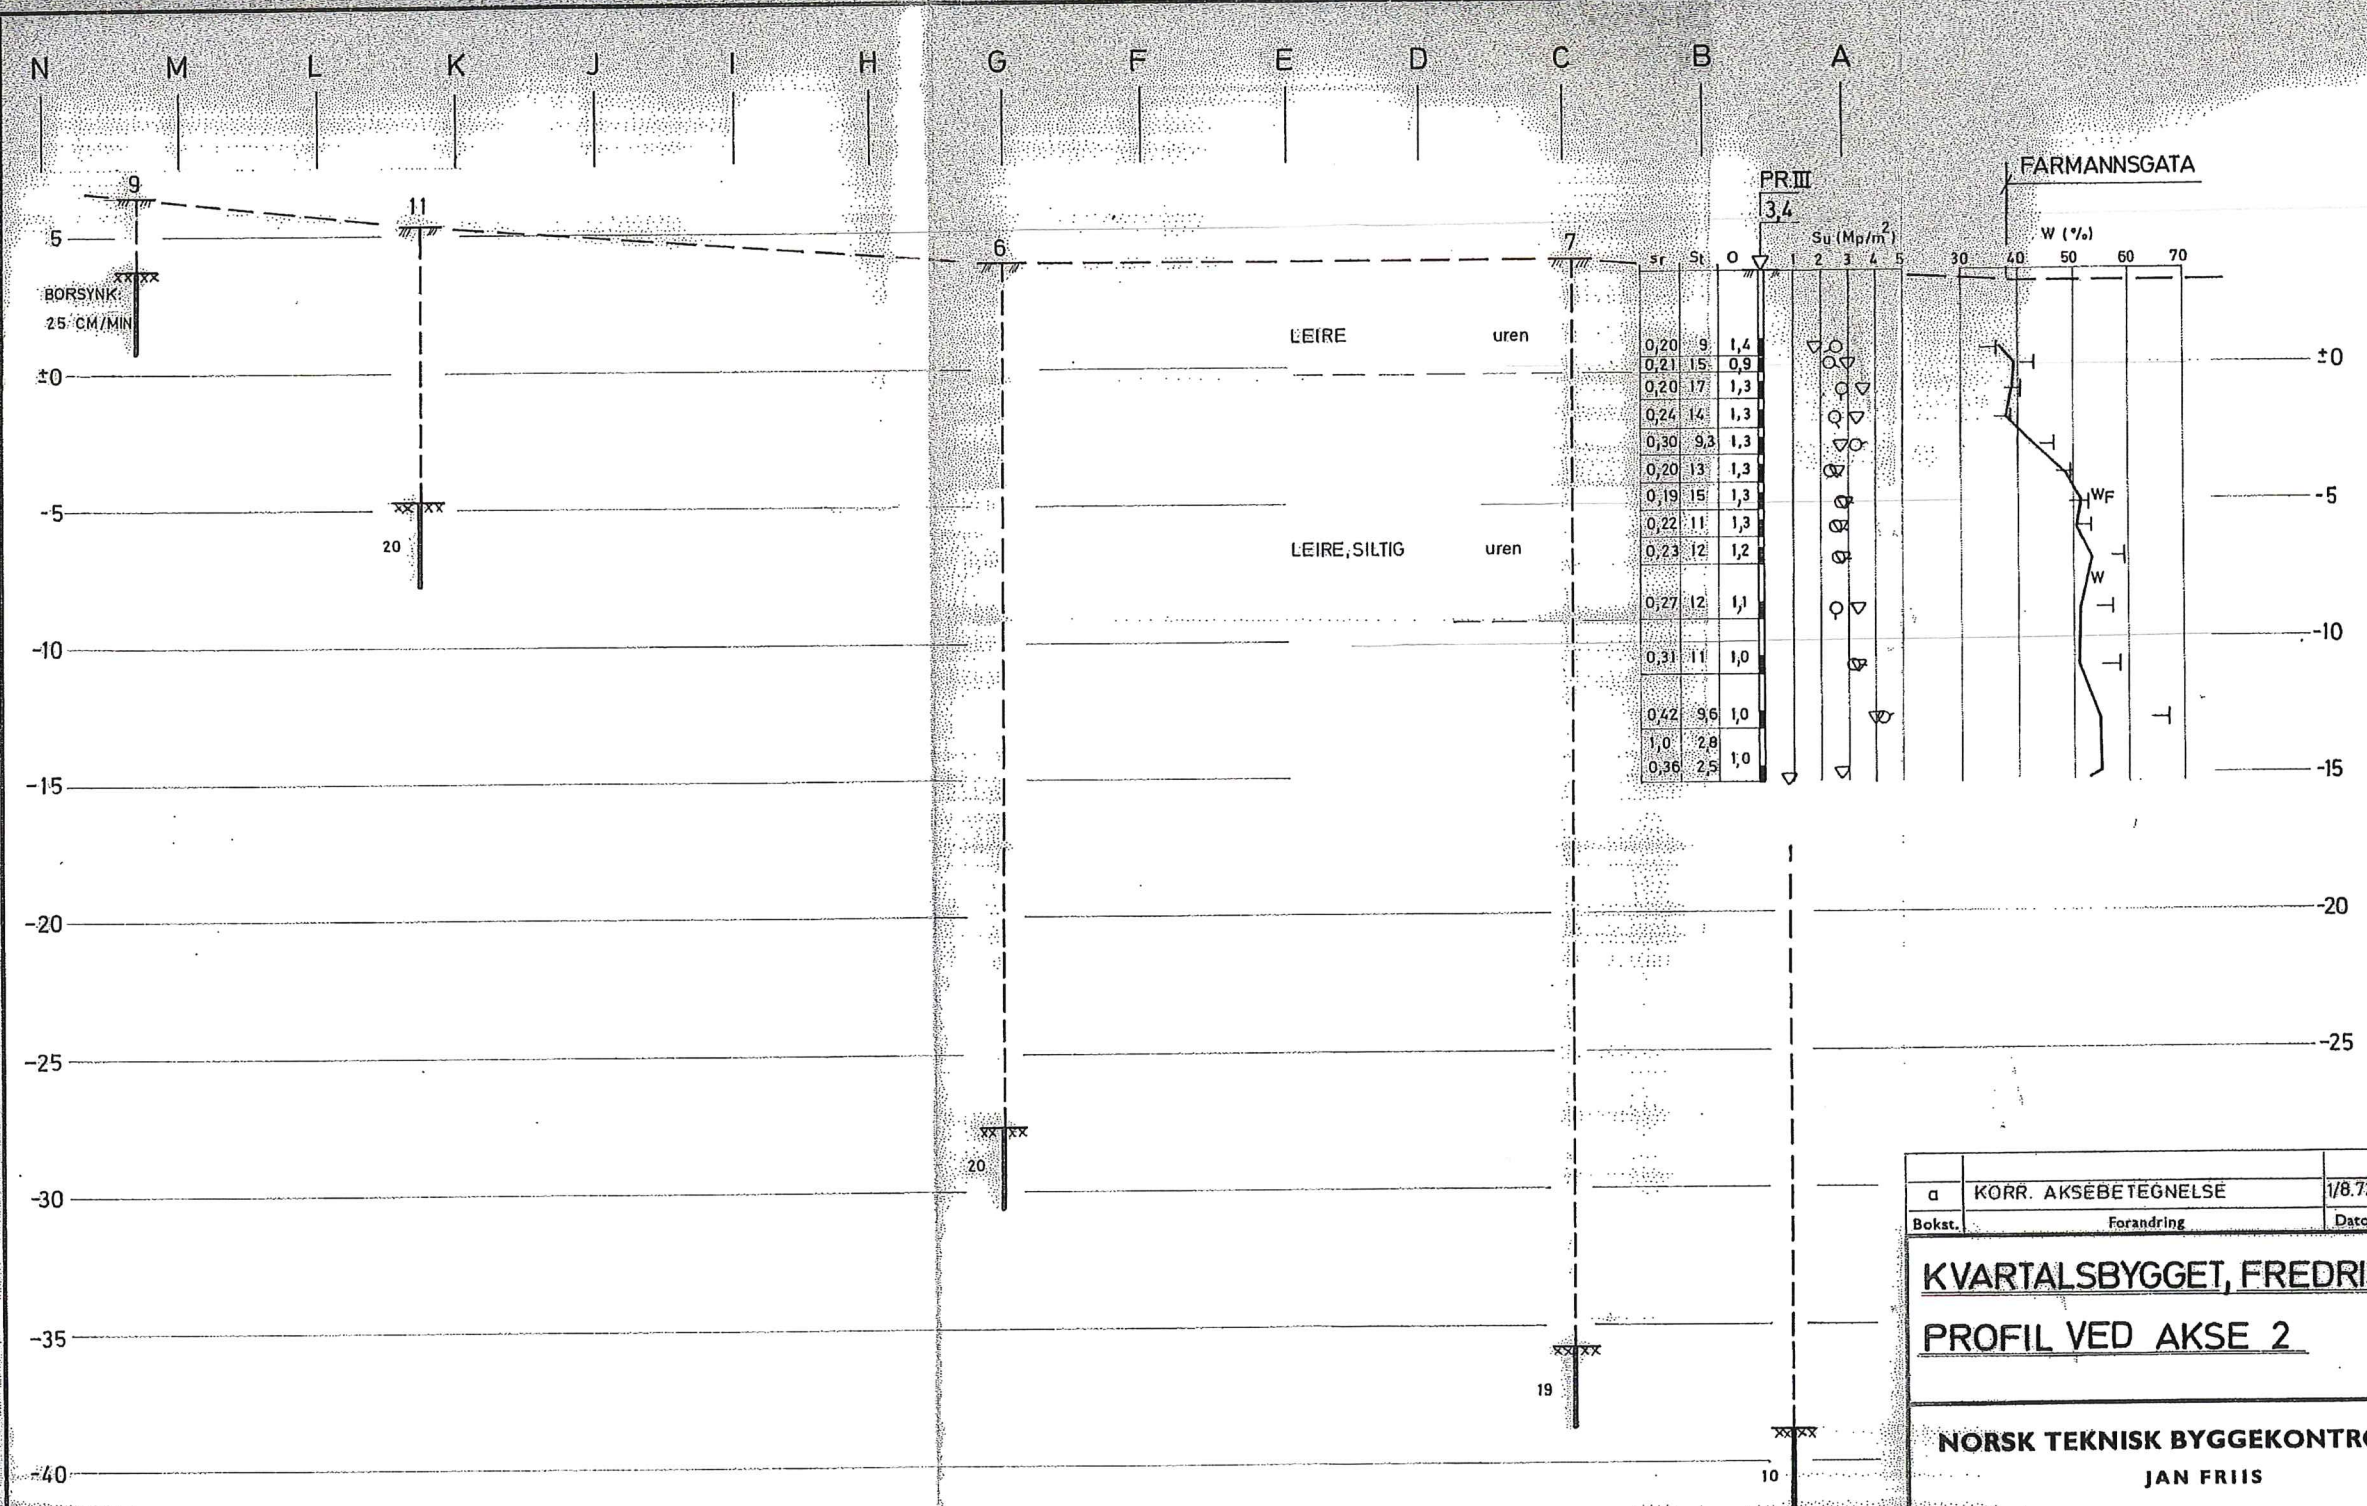 N M L K J I H G F E D C B A
FARMANNSGATA
9
11
6
7
PR.III
3,4
Su (Mp/m²)
W (%)
Sr St O 1 2 3 4 5 30 40 50 60 70
5
BORSYNK:
25 CM/MIN
LEIRE uren
0,20 9 1,4
±0 ±0
0,21 15 0,9
0,20 17 1,3
0,24 14 1,3
0,30 9,3 1,3
0,20 13 1,3
-5 0,19 15 1,3 WF -5
0,22 11 1,3
20 LEIRE, SILTIG uren
0,23 12 1,2
W
0,27 12 1,1
-10 -10
0,31 11 1,0
0,42 9,6 1,0
1,0 2,8
1,0
0,36 2,5
-15 -15
-20 -20
-25 -25
20
-30
-35
19
-40
10
a KORR. AKSEBETEGNELSE 1/8.7
Bokst. Forandring Dato
KVARTALSBYGGET, FREDRI
PROFIL VED AKSE 2
NORSK TEKNISK BYGGEKONTRO
JAN FRIIS